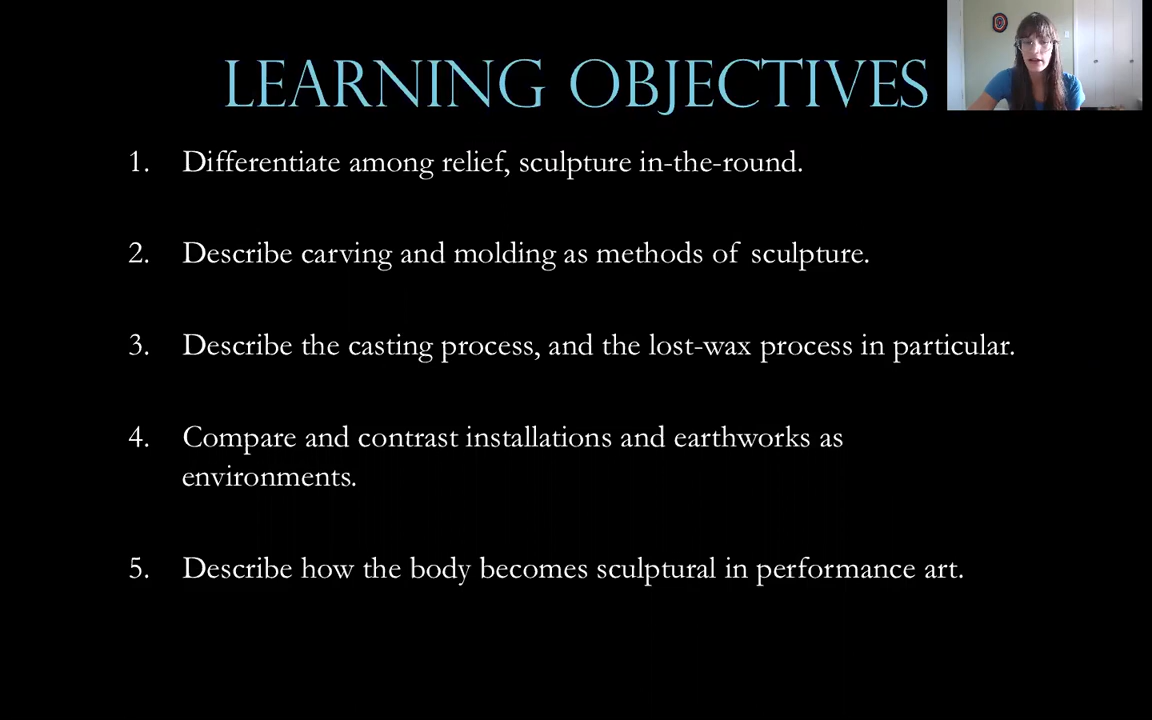 LEARNING OBJECTIVES
1. Differentiate among relief, sculpture in-the-round.
2. Describe carving and molding as methods of sculpture.
3. Describe the casting process, and the lost-wax process in particular.
4. Compare and contrast installations and earthworks as
environments.
5. Describe how the body becomes sculptural in performance art.